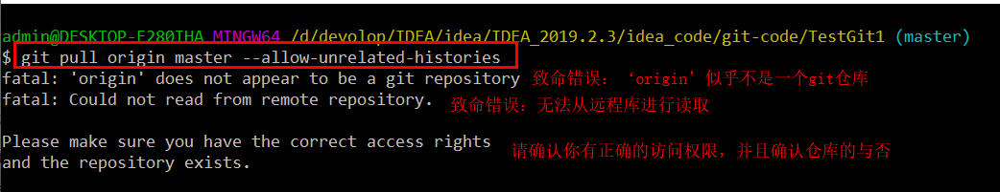 admin@DESKTOP-F280IHA MINGW64 /d/devolop/IDEA/idea/IDEA_2019.2.3/idea_code/git-code/TestGit1 (master)
$ git pull origin master --allow-unrelated-histories
fatal: 'origin' does not appear to be a git repository 致命错误：‘origin’似乎不是一个git仓库
fatal: Could not read from remote repository. 致命错误：无法从远程库进行读取
Please make sure you have the correct access rights 请确认你有正确的访问权限，并且确认仓库的与否
and the repository exists.